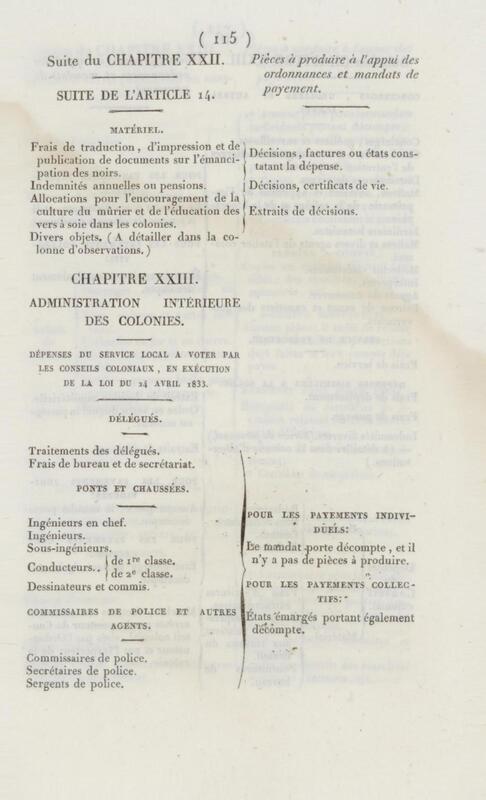 ( 115 )
Suite du CHAPITRE XXII.
SUITE DE L'ARTICLE 14.
Pièces à produire à l'appui des
ordonnances et mandats de
payement.
MATÉRIEL.
Frais de traduction, d'impression et de
publication de documents sur l'émanci-
pation des noirs.
Décisions, factures ou états cons-
tatant la dépense.
Indemnités annuelles ou pensions.
Décisions, certificats de vie.
Allocations pour l'encouragement de la
culture du mûrier et de l'éducation des
vers à soie dans les colonies.
Extraits de décisions.
Divers objets. ( A détailler dans la co-
lonne d'observations. )
CHAPITRE XXIII.
ADMINISTRATION INTÉRIEURE
DES COLONIES.
DÉPENSES DU SERVICE LOCAL A VOTER PAR
LES CONSEILS COLONIAUX, EN EXÉCUTION
DE LA LOI DU 24 AVRIL 1833.
DÉLÉGUÉS.
Traitements des délégués.
Frais de bureau et de secrétariat.
PONTS ET CHAUSSÉES.
Ingénieurs en chef.
Ingénieurs.
Sous-ingénieurs.
Conducteurs.. de 1re classe.
de 2e classe.
Dessinateurs et commis.
COMMISSAIRES DE POLICE ET AUTRES
AGENTS.
Commissaires de police.
Secrétaires de police.
Sergents de police.
POUR LES PAYEMENTS INDIVI-
DUELS:
Le mandat porte décompte, et il
n'y a pas de pièces à produire.
POUR LES PAYEMENTS COLLEC-
TIFS:
États émargés portant également
décompte.